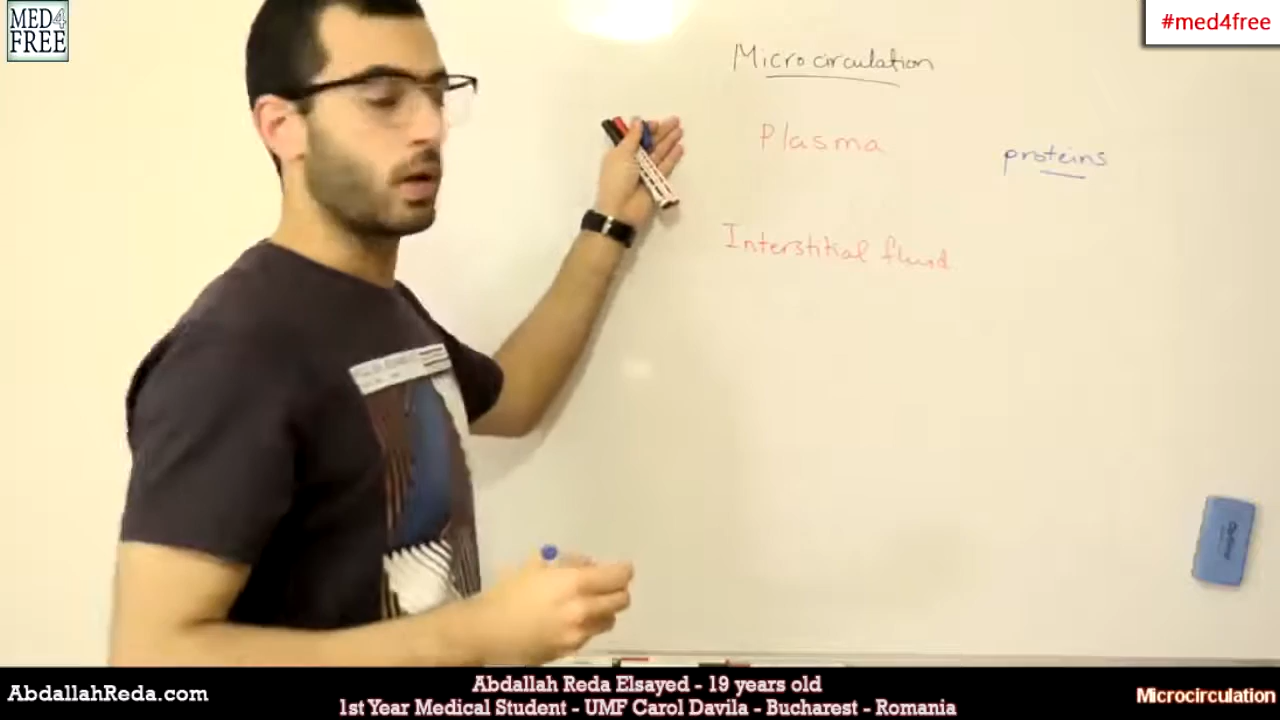 MED4
FREE
#med4free
Microcirculation
Plasma
proteins
Interstitial fluid
AbdallahReda.com
Abdallah Reda Elsayed - 19 years old
1st Year Medical Student - UMF Carol Davila - Bucharest - Romania
Microcirculation